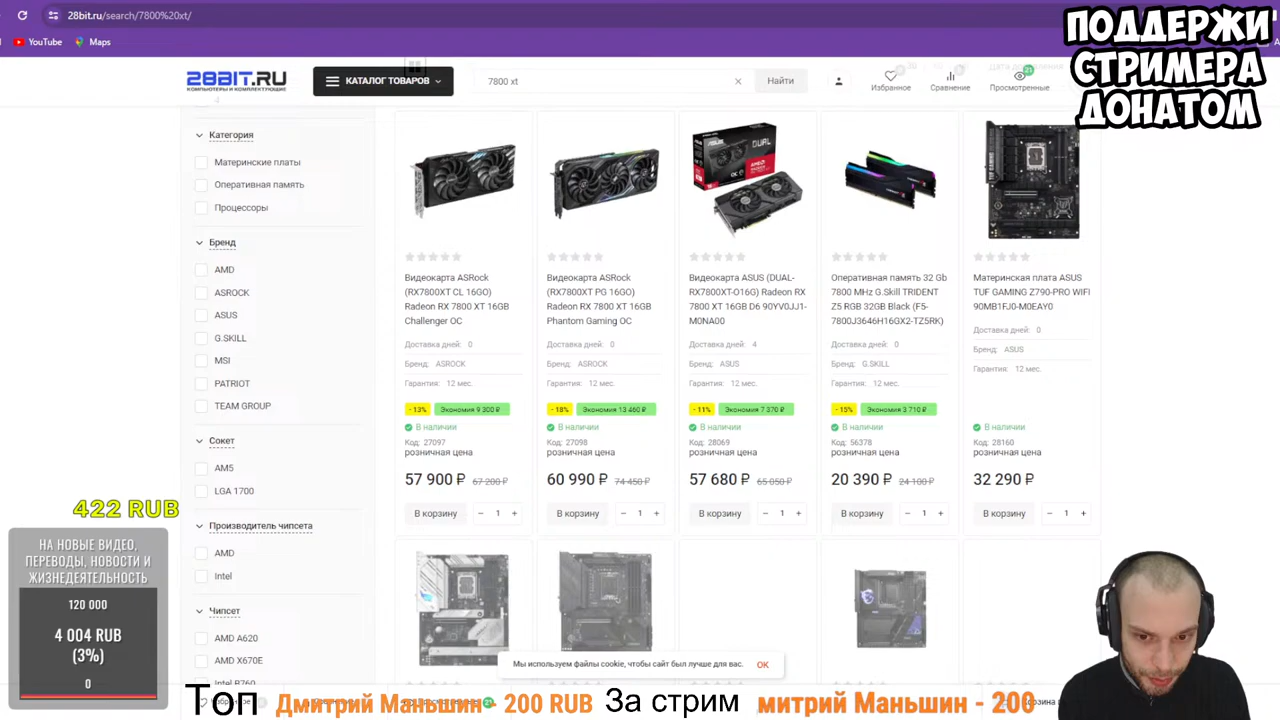 28bit.ru/search/7800%20xt/
YouTube
Maps
ПОДДЕРЖИ
СТРИМЕРА
ДОНАТОМ
28BIT.RU
КОМПЬЮТЕРЫ И КОМПЛЕКТУЮЩИЕ
КАТАЛОГ ТОВАРОВ
7800 xt
Найти
Избранное
Сравнение
21
Просмотренные
Категория
Материнские платы
Оперативная память
Процессоры
Бренд
AMD
ASROCK
ASUS
G.SKILL
MSI
PATRIOT
TEAM GROUP
Сокет
AM5
LGA 1700
Производитель чипсета
AMD
Intel
Чипсет
AMD A620
AMD X670E
Intel B760
Видеокарта ASRock
(RX7800XT CL 16GO)
Radeon RX 7800 XT 16GB
Challenger OC
Доставка дней: 0
Бренд: ASROCK
Гарантия: 12 мес.
- 13% Экономия 9 300 ₽
В наличии
Код: 27097
розничная цена
57 900 ₽ 67 200 ₽
В корзину − 1 +
Видеокарта ASRock
(RX7800XT PG 16GO)
Radeon RX 7800 XT 16GB
Phantom Gaming OC
Доставка дней: 0
Бренд: ASROCK
Гарантия: 12 мес.
- 18% Экономия 13 460 ₽
В наличии
Код: 27098
розничная цена
60 990 ₽ 74 450 ₽
В корзину − 1 +
DUAL
Видеокарта ASUS (DUAL-
RX7800XT-O16G) Radeon RX
7800 XT 16GB D6 90YV0JJ1-
M0NA00
Доставка дней: 4
Бренд: ASUS
Гарантия: 12 мес.
- 11% Экономия 7 370 ₽
В наличии
Код: 28069
розничная цена
57 680 ₽ 65 050 ₽
В корзину − 1 +
Оперативная память 32 Gb
7800 MHz G.Skill TRIDENT
Z5 RGB 32GB Black (F5-
7800J3646H16GX2-TZ5RK)
Доставка дней: 0
Бренд: G.SKILL
Гарантия: 12 мес.
- 15% Экономия 3 710 ₽
В наличии
Код: 56378
розничная цена
20 390 ₽ 24 100 ₽
В корзину − 1 +
Материнская плата ASUS
TUF GAMING Z790-PRO WIFI
90MB1FJ0-M0EAY0
Доставка дней: 0
Бренд: ASUS
Гарантия: 12 мес.
В наличии
Код: 28160
розничная цена
32 290 ₽
В корзину − 1 +
Мы используем файлы cookie, чтобы сайт был лучше для вас. OK
422 RUB
НА НОВЫЕ ВИДЕО,
ПЕРЕВОДЫ, НОВОСТИ И
ЖИЗНЕДЕЯТЕЛЬНОСТЬ
120 000
4 004 RUB
(3%)
0
Топ Дмитрий Маньшин - 200 RUB За стрим митрий Маньшин - 200